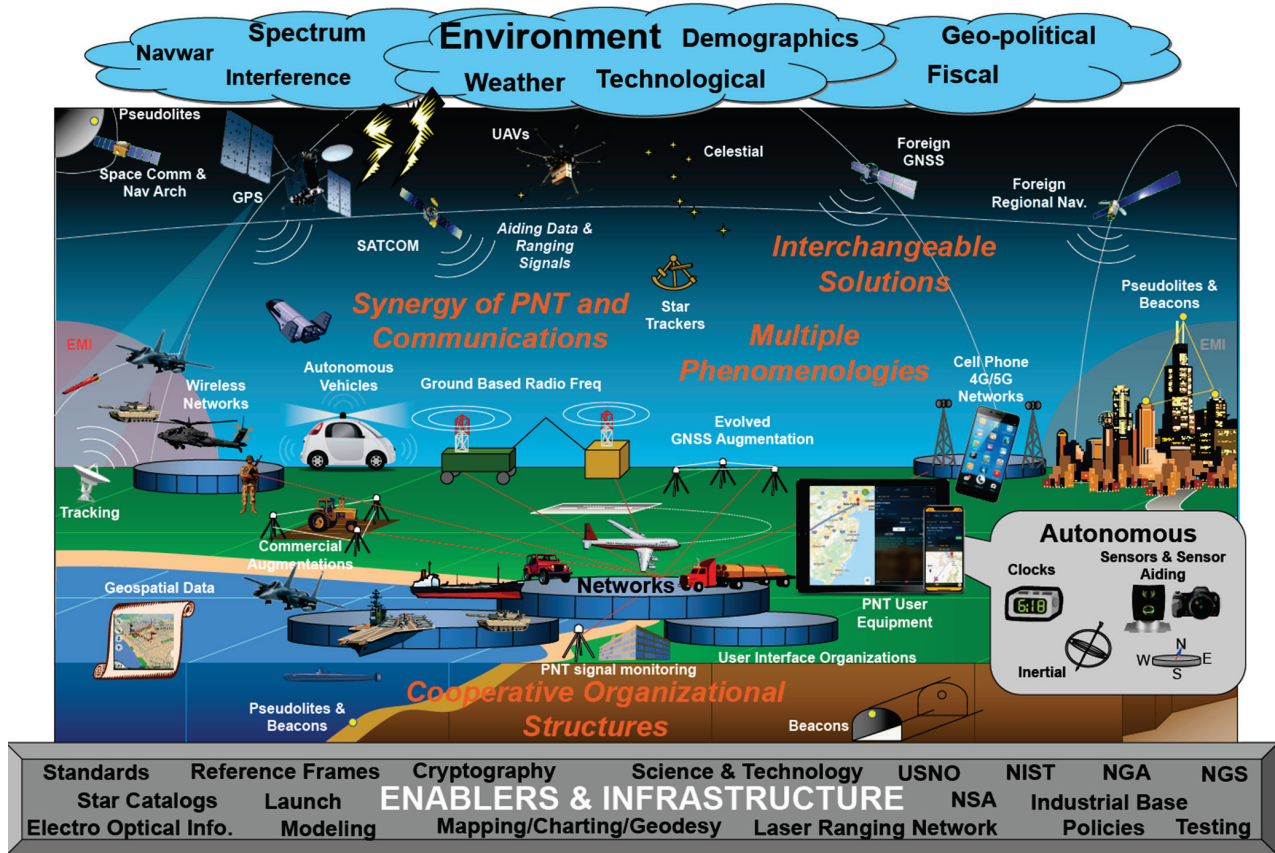 Navwar
Spectrum
Interference
Environment
Demographics
Weather
Technological
Geo-political
Fiscal
Pseudolites
Space Comm &
Nav Arch
GPS
UAVs
Celestial
Foreign
GNSS
Foreign
Regional Nav.
SATCOM
Aiding Data &
Ranging
Signals
Interchangeable
Solutions
Star
Trackers
Synergy of PNT and
Communications
Multiple
Phenomenologies
Pseudolites &
Beacons
EMI
EMI
Wireless
Networks
Autonomous
Vehicles
Ground Based Radio Freq
Evolved
GNSS Augmentation
Cell Phone
4G/5G
Networks
Tracking
Commercial
Augmentations
Geospatial Data
Networks
PNT User
Equipment
PNT signal monitoring
User Interface Organizations
Autonomous
Clocks
Sensors & Sensor
Aiding
6:18
Inertial
N
W
E
S
Cooperative Organizational
Structures
Pseudolites &
Beacons
Beacons
Standards
Reference Frames
Cryptography
Science & Technology
USNO
NIST
NGA
NGS
Star Catalogs
Launch
ENABLERS & INFRASTRUCTURE
NSA
Industrial Base
Electro Optical Info.
Modeling
Mapping/Charting/Geodesy
Laser Ranging Network
Policies
Testing